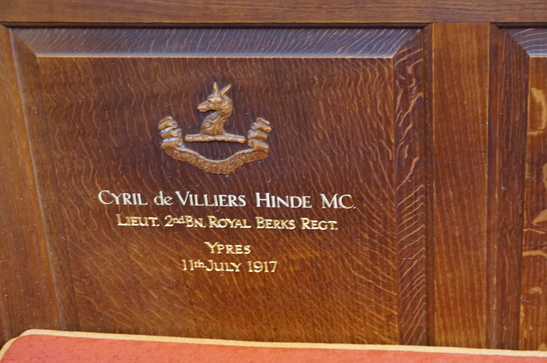 CYRIL de VILLIERS HINDE MC.
LIEUT. 2nd BN. ROYAL BERKS REGT.
YPRES
11th JULY 1917